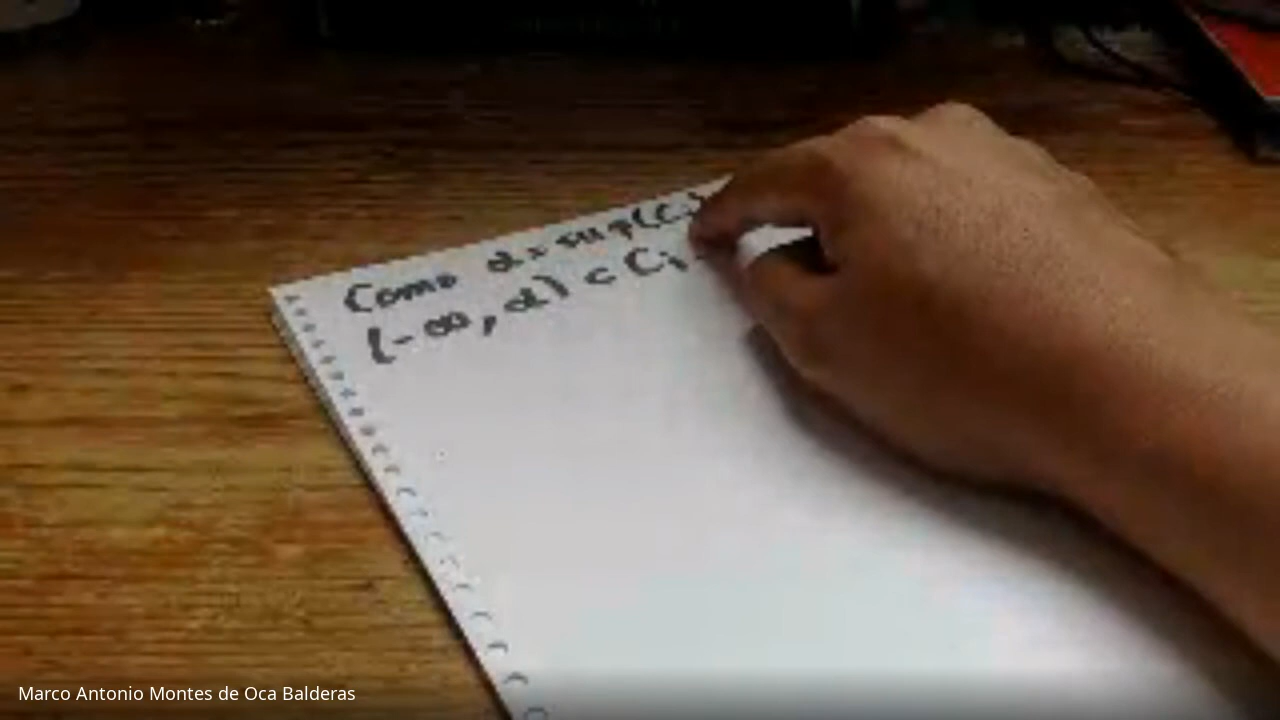 Como α = sup(C)
(-∞, α) ⊂ C,
Marco Antonio Montes de Oca Balderas